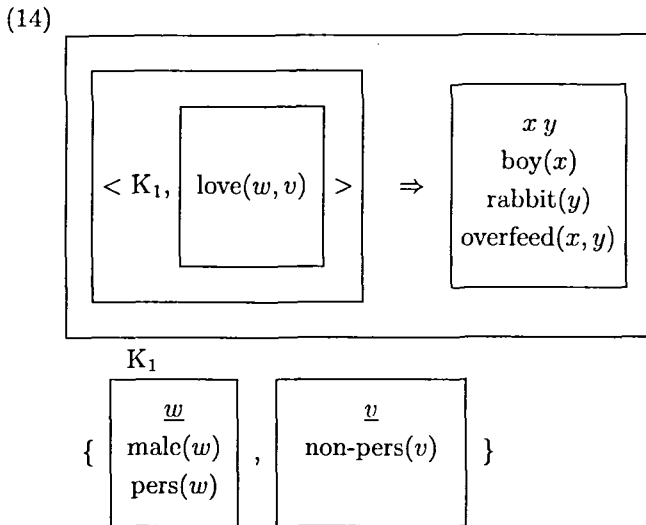 (14)
x y
boy(x)
< K₁, love(w, v) > ⇒ rabbit(y)
overfeed(x, y)
K₁
{ w , v }
male(w) non-pers(v)
pers(w)